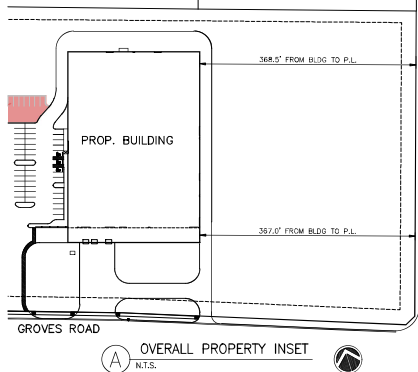 368.5' FROM BLDG TO P.L.
PROP. BUILDING
367.0' FROM BLDG TO P.L.
GROVES ROAD
A
OVERALL PROPERTY INSET
N.T.S.